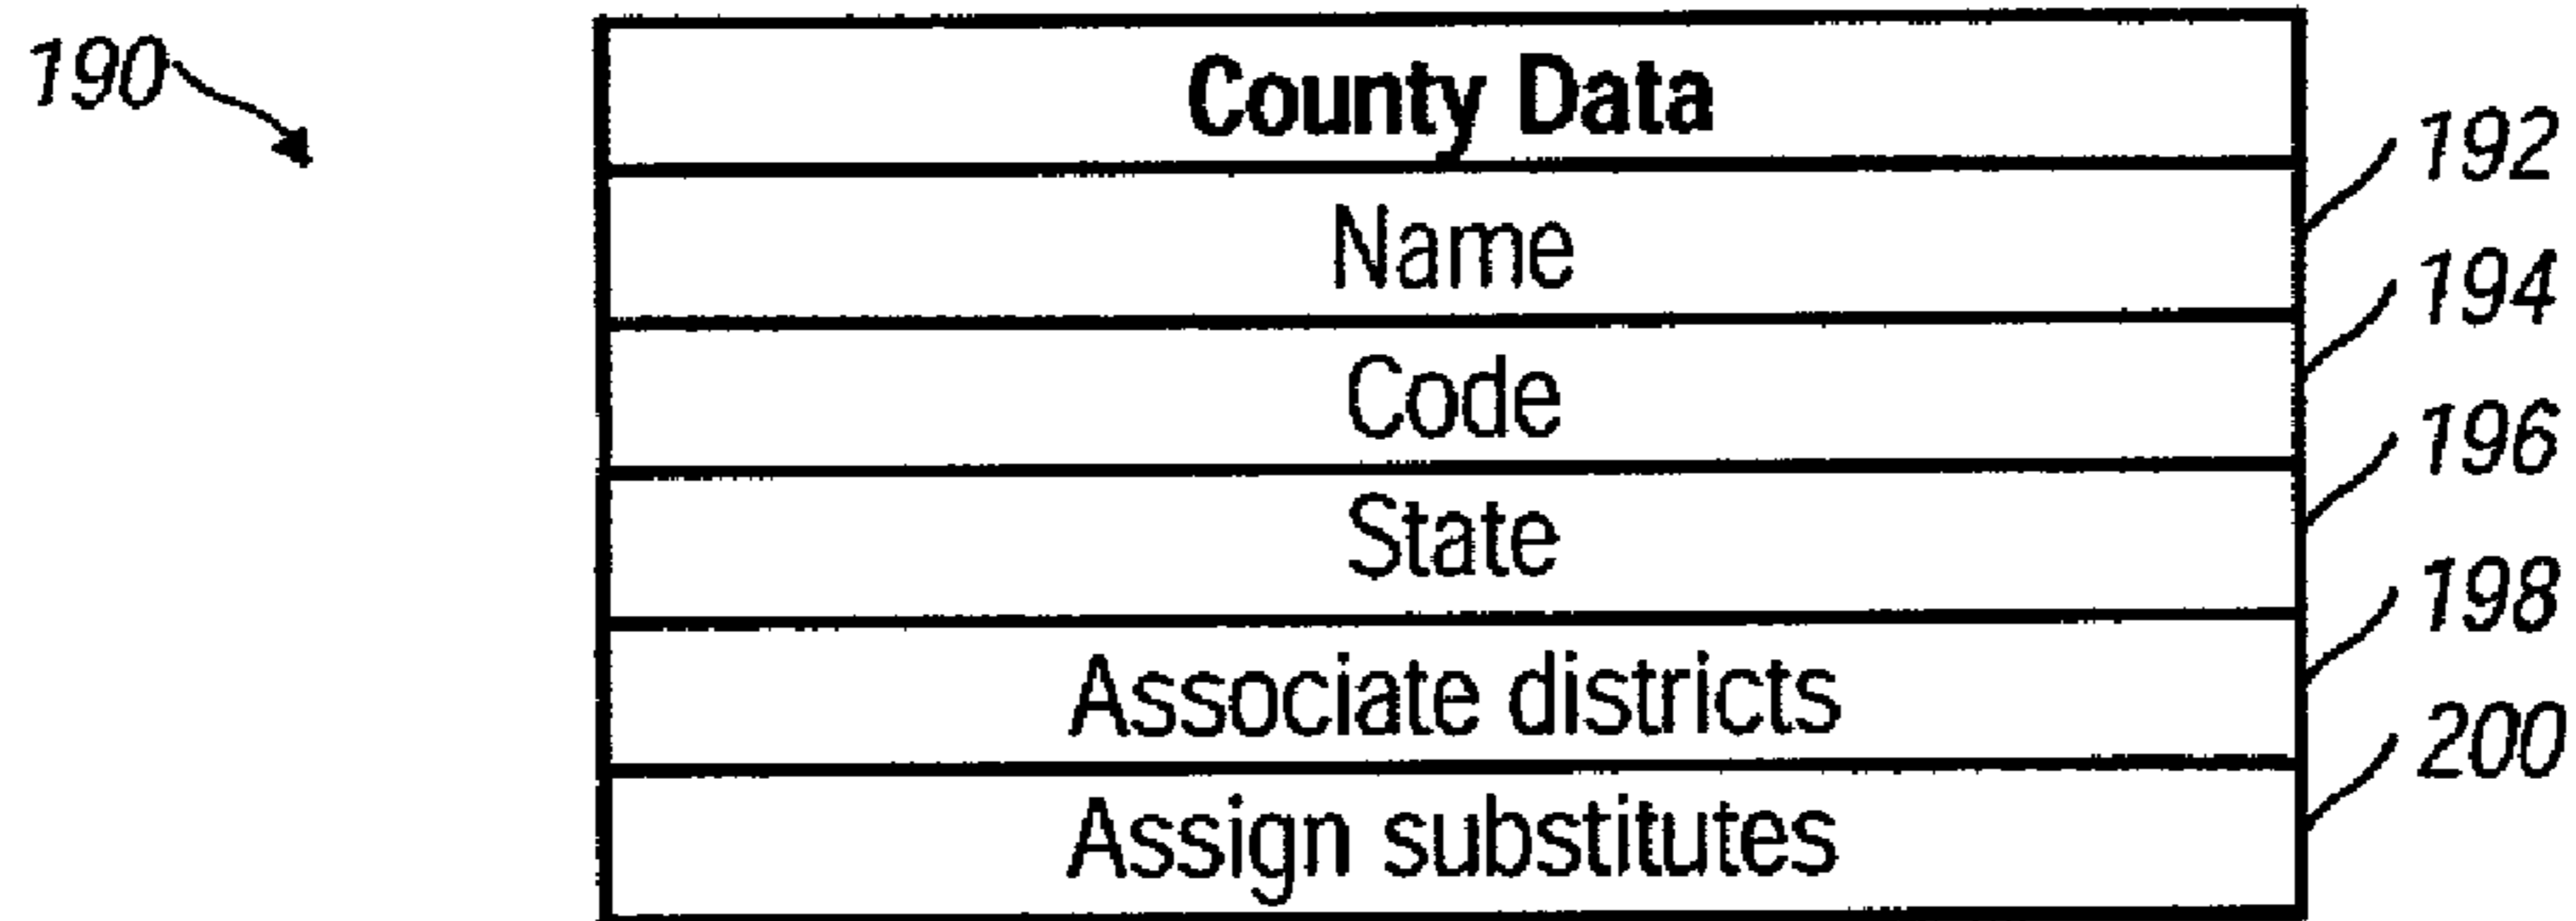 190
County Data
192
Name
194
Code
196
State
198
Associate districts
200
Assign substitutes